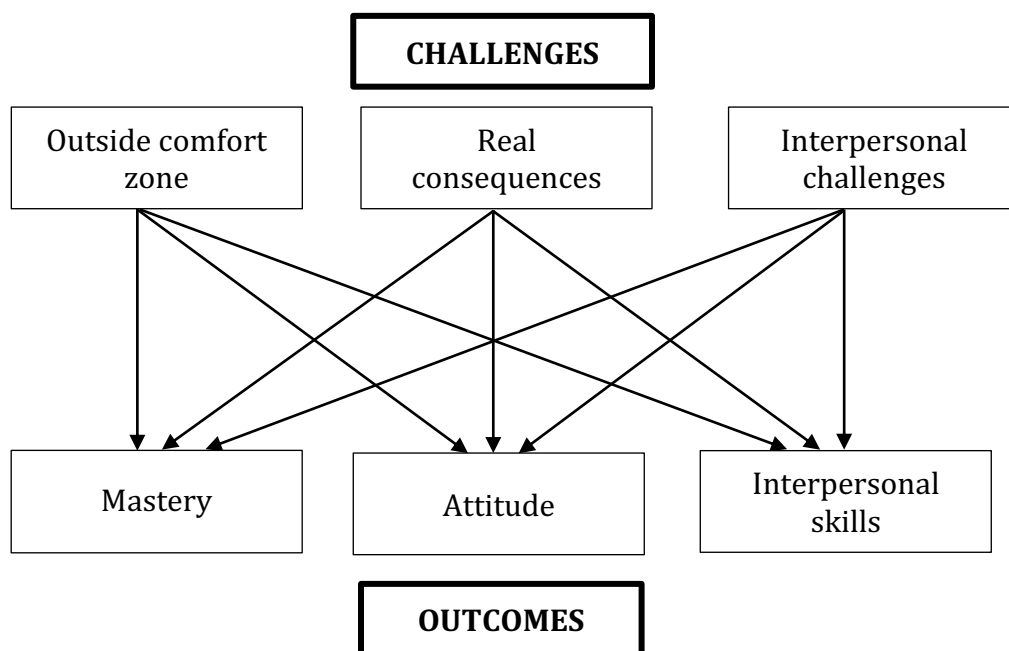 CHALLENGES
Outside comfort
zone
Real
consequences
Interpersonal
challenges
Mastery
Attitude
Interpersonal
skills
OUTCOMES